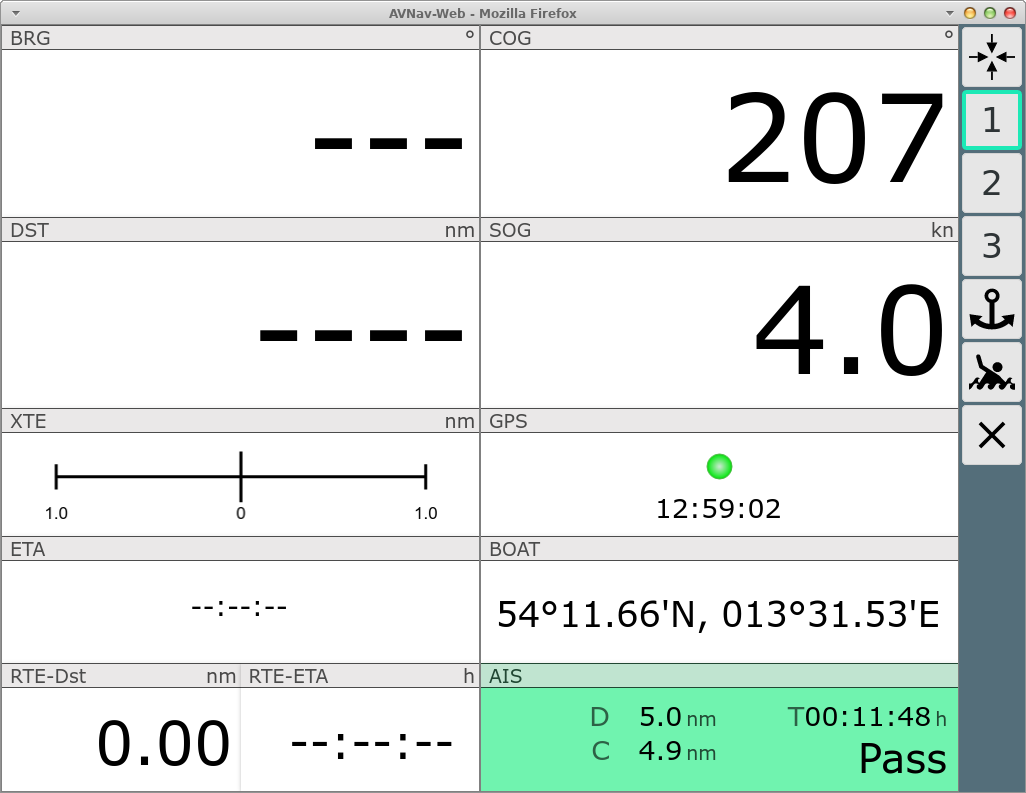 AVNav-Web - Mozilla Firefox
BRG °
---
COG °
207
DST nm
----
SOG kn
4.0
XTE nm
1.0 0 1.0
GPS
12:59:02
ETA
--:--:--
BOAT
54°11.66'N, 013°31.53'E
RTE-Dst nm
0.00
RTE-ETA h
--:--:--
AIS
D 5.0 nm T00:11:48 h
C 4.9 nm Pass
1
2
3